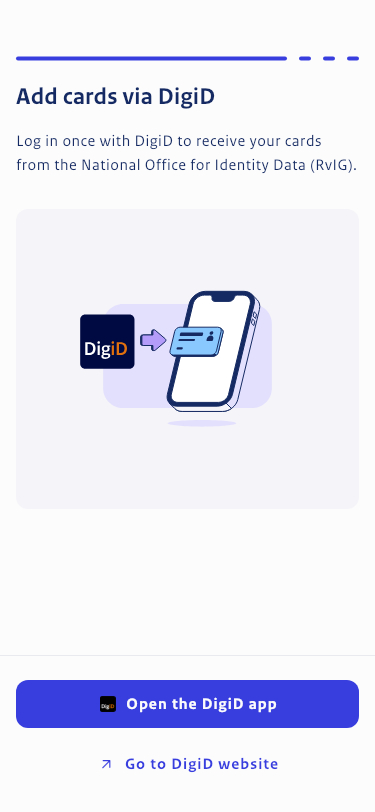 Add cards via DigiD
Log in once with DigiD to receive your cards
from the National Office for Identity Data (RvIG).
DigiD
DigiD Open the DigiD app
Go to DigiD website